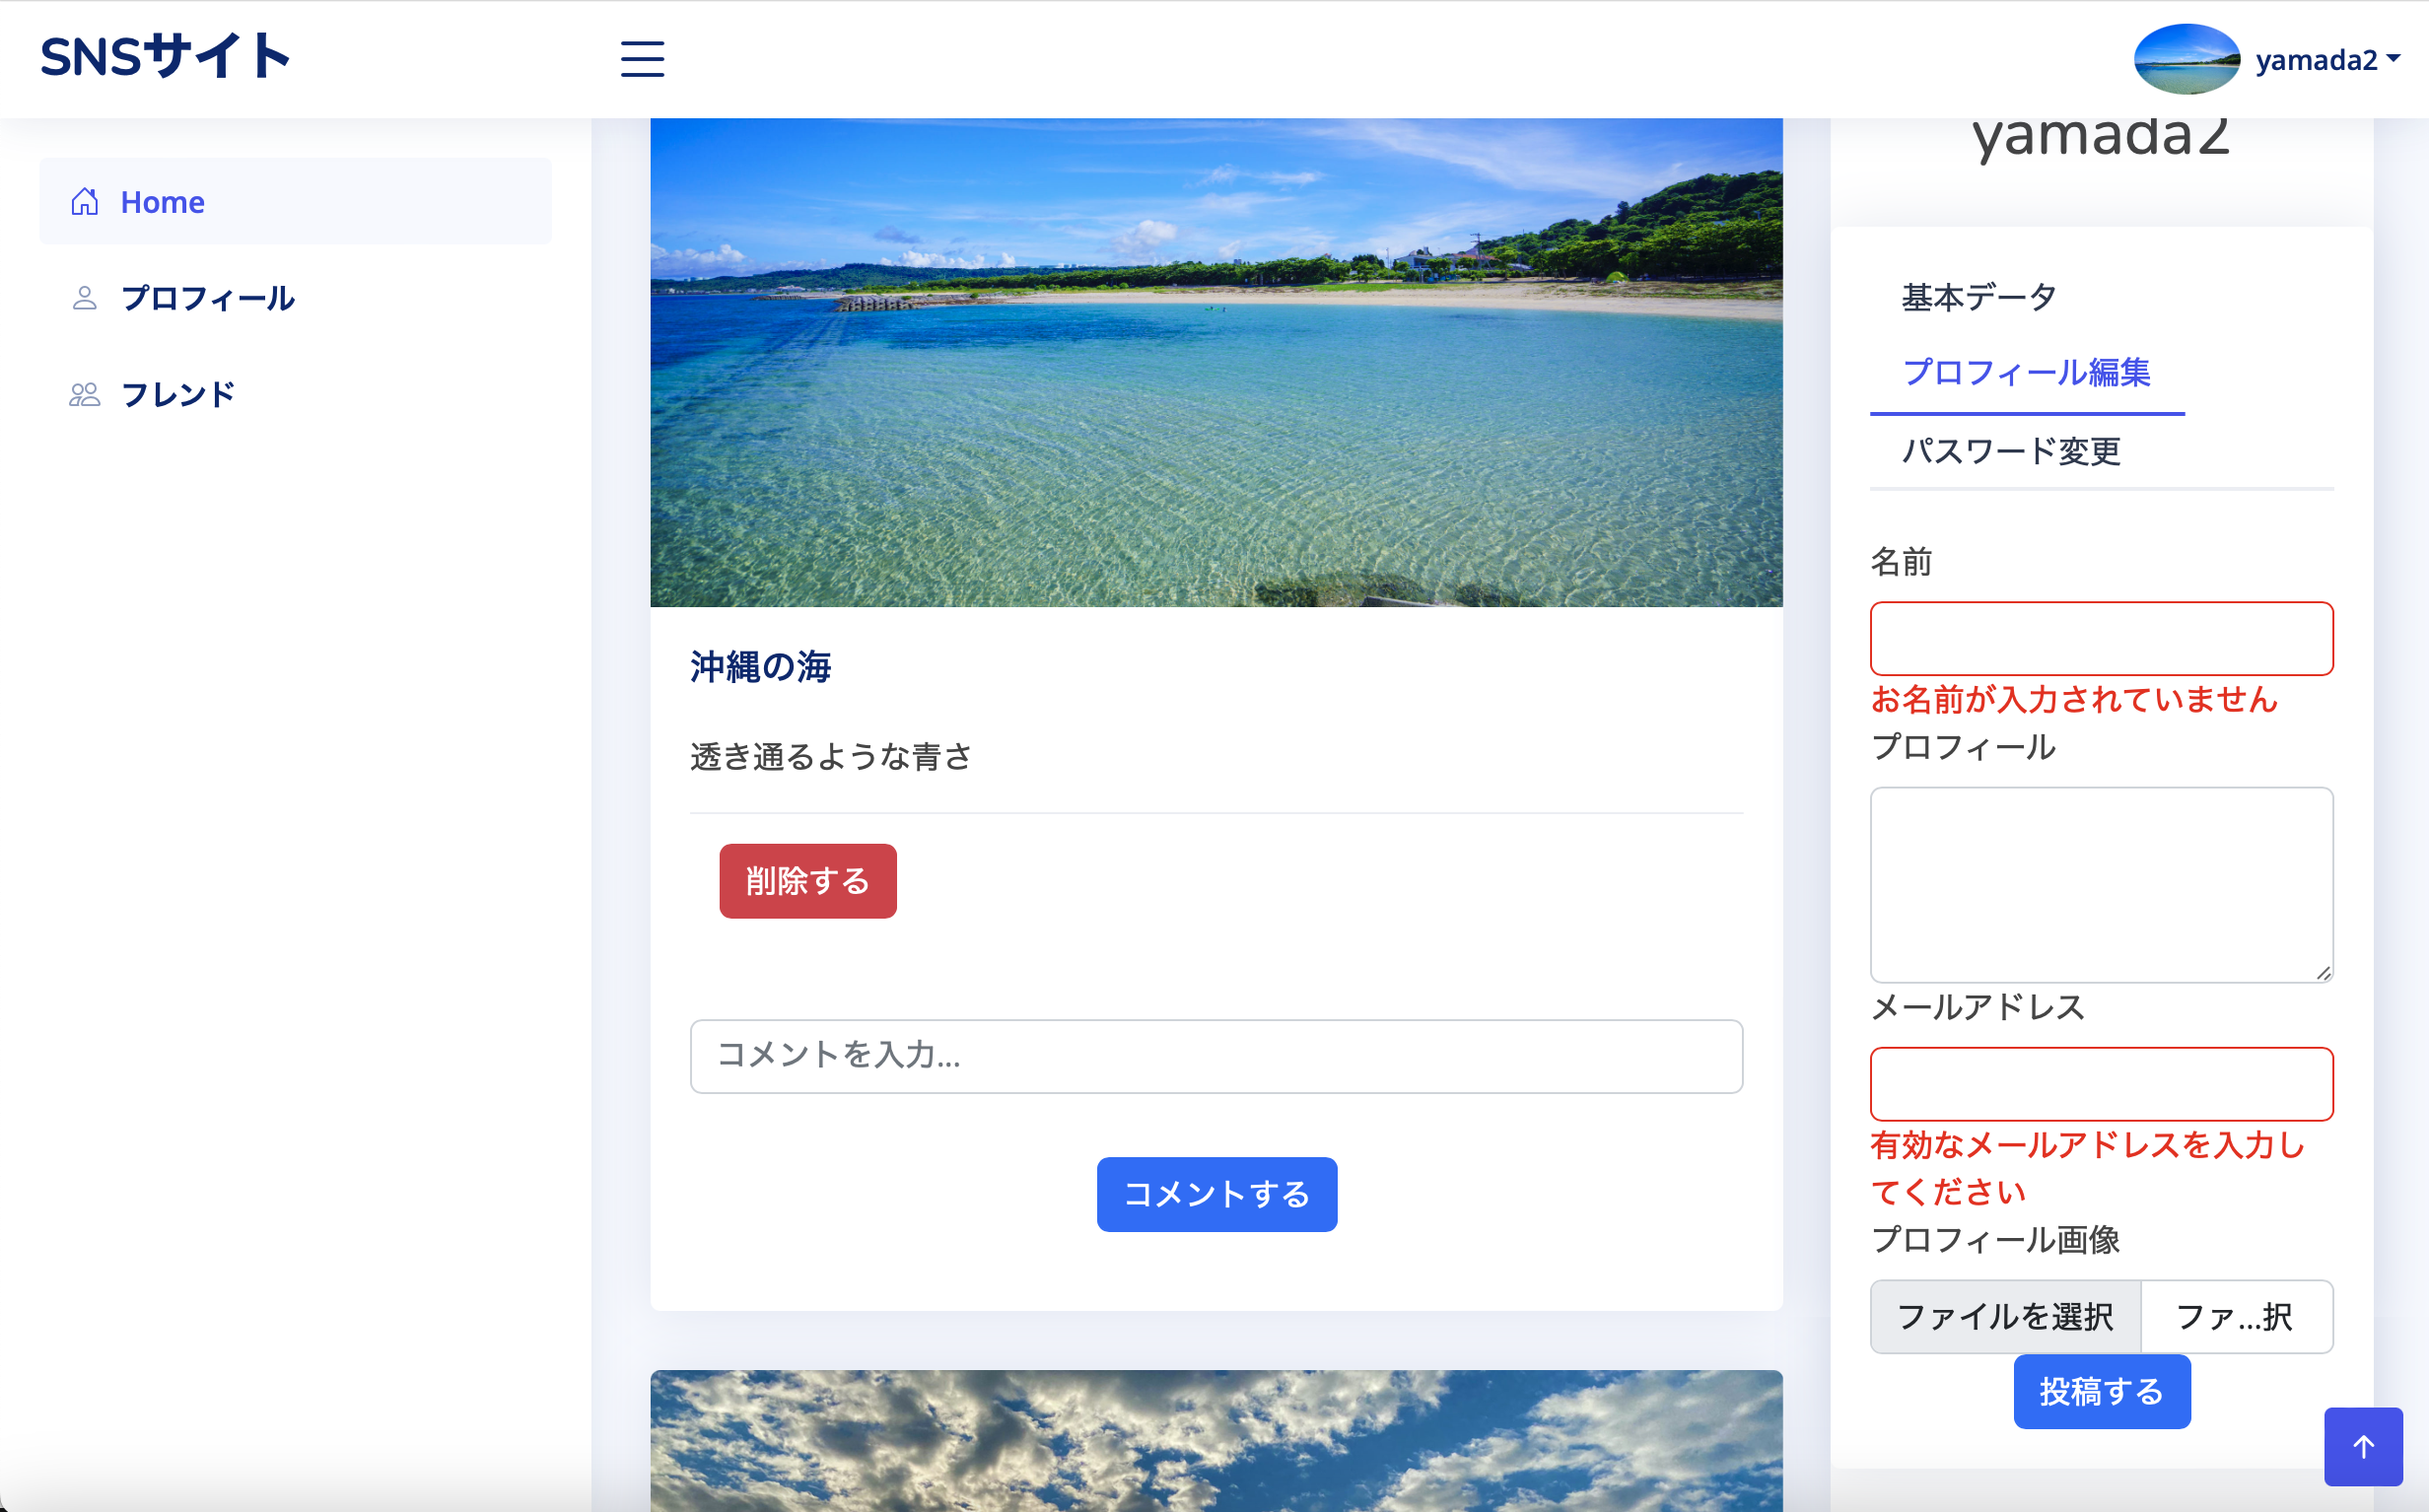 SNSサイト
yamada2
Home
プロフィール
フレンド
沖縄の海
透き通るような青さ
削除する
コメントを入力...
コメントする
yamada2
基本データ
プロフィール編集
パスワード変更
名前
お名前が入力されていません
プロフィール
メールアドレス
有効なメールアドレスを入力し
てください
プロフィール画像
ファイルを選択 ファ...択
投稿する